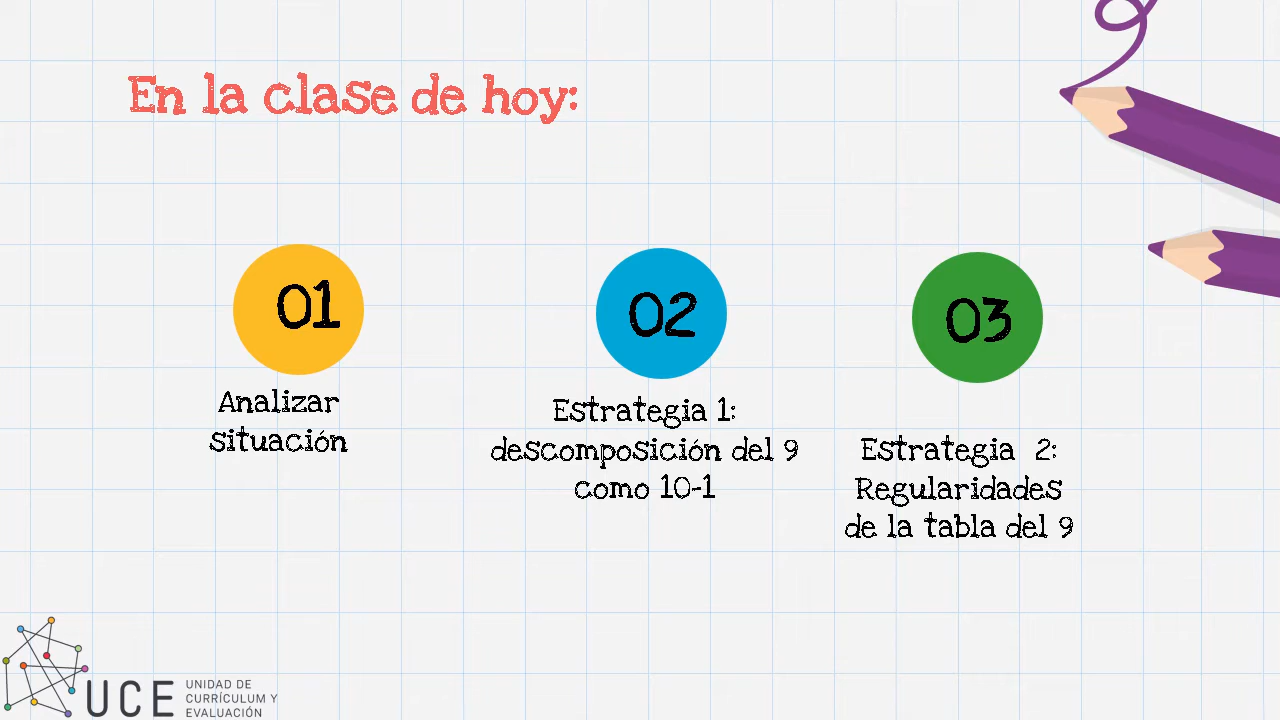 En la clase de hoy:
01
Analizar
situación
02
Estrategia 1:
descomposición del 9
como 10-1
03
Estrategia 2:
Regularidades
de la tabla del 9
UCE
UNIDAD DE
CURRÍCULUM Y
EVALUACIÓN